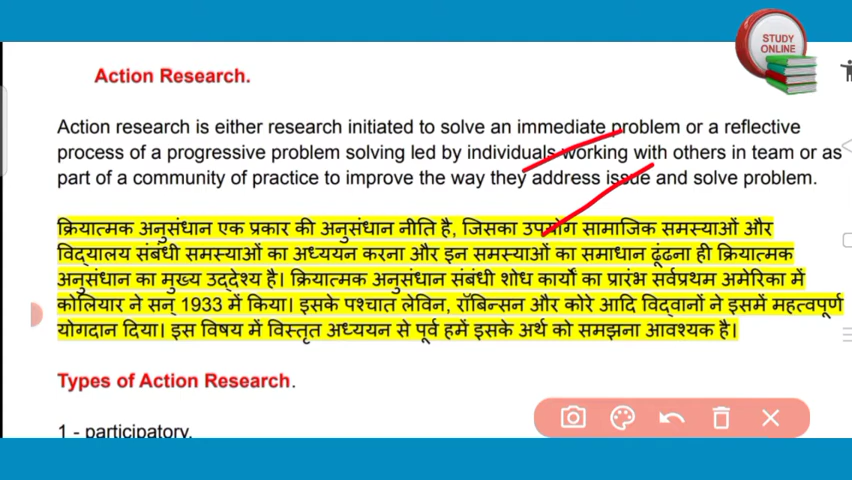 STUDY
ONLINE
Action Research.
Action research is either research initiated to solve an immediate problem or a reflective
process of a progressive problem solving led by individuals working with others in team or as
part of a community of practice to improve the way they address issue and solve problem.
क्रियात्मक अनुसंधान एक प्रकार की अनुसंधान नीति है, जिसका उपयोग सामाजिक समस्याओं और
विद्यालय संबंधी समस्याओं का अध्ययन करना और इन समस्याओं का समाधान ढूंढना ही क्रियात्मक
अनुसंधान का मुख्य उद्देश्य है। क्रियात्मक अनुसंधान संबंधी शोध कार्यों का प्रारंभ सर्वप्रथम अमेरिका में
कोलियार ने सन् 1933 में किया। इसके पश्चात लेविन, रॉबिन्सन और कोरे आदि विद्वानों ने इसमें महत्वपूर्ण
योगदान दिया। इस विषय में विस्तृत अध्ययन से पूर्व हमें इसके अर्थ को समझना आवश्यक है।
Types of Action Research.
1 - participatory.